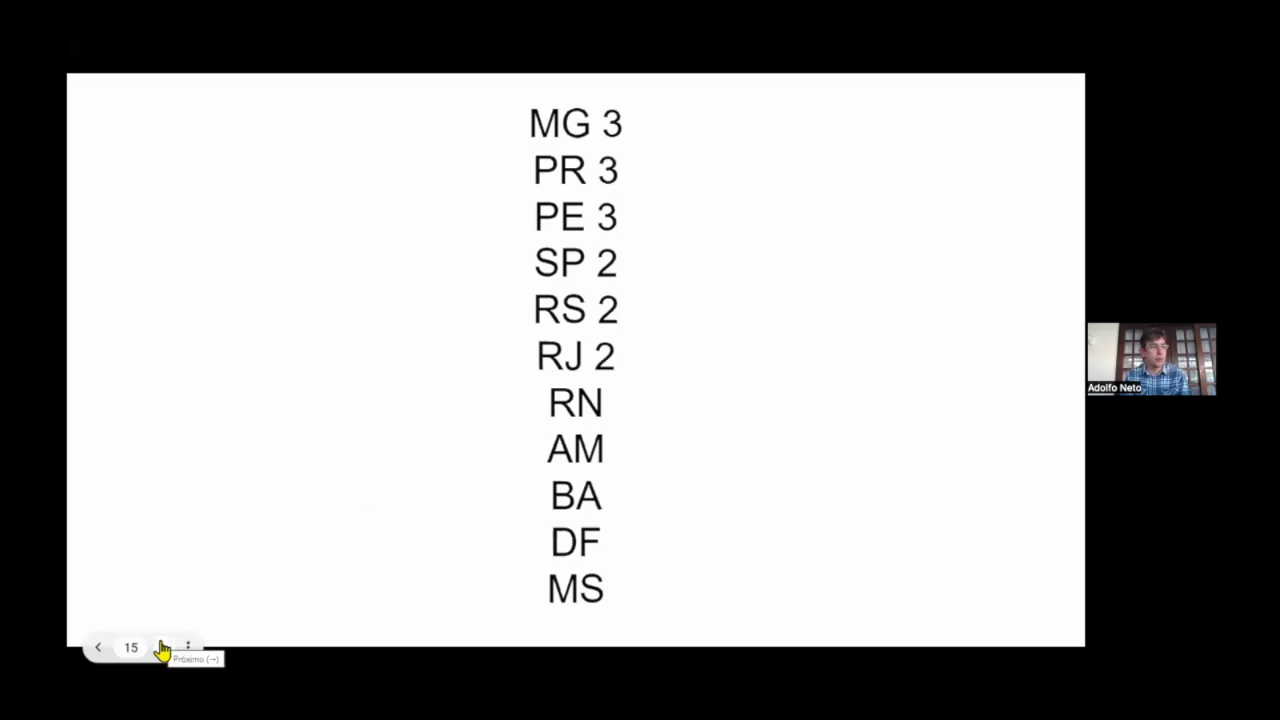 MG 3
PR 3
PE 3
SP 2
RS 2
RJ 2
RN
AM
BA
DF
MS
Adolfo Neto
15
Próximo (→)